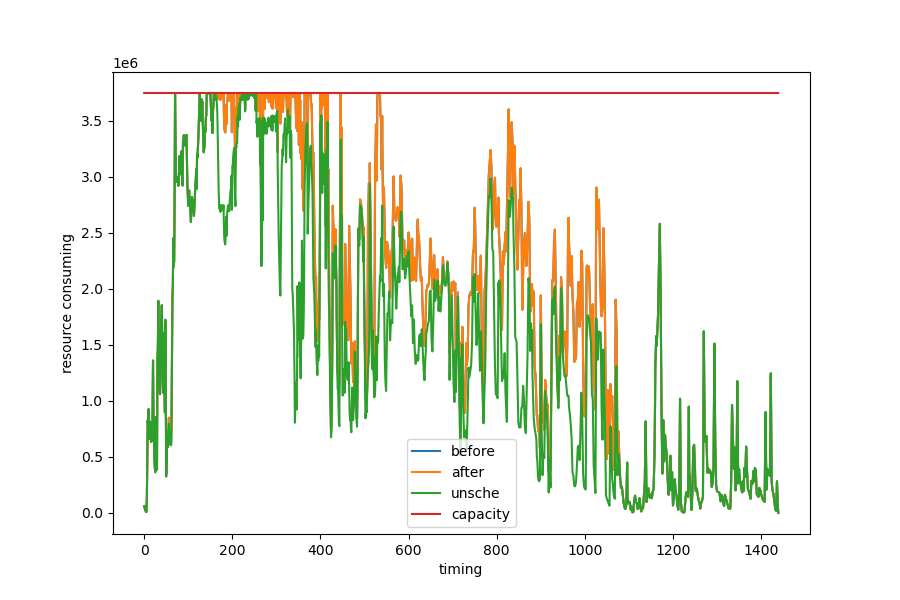 1e6
3.5
3.0
2.5
2.0
1.5
1.0
0.5
0.0
resource consuming
before
after
unsche
capacity
0 200 400 600 800 1000 1200 1400
timing